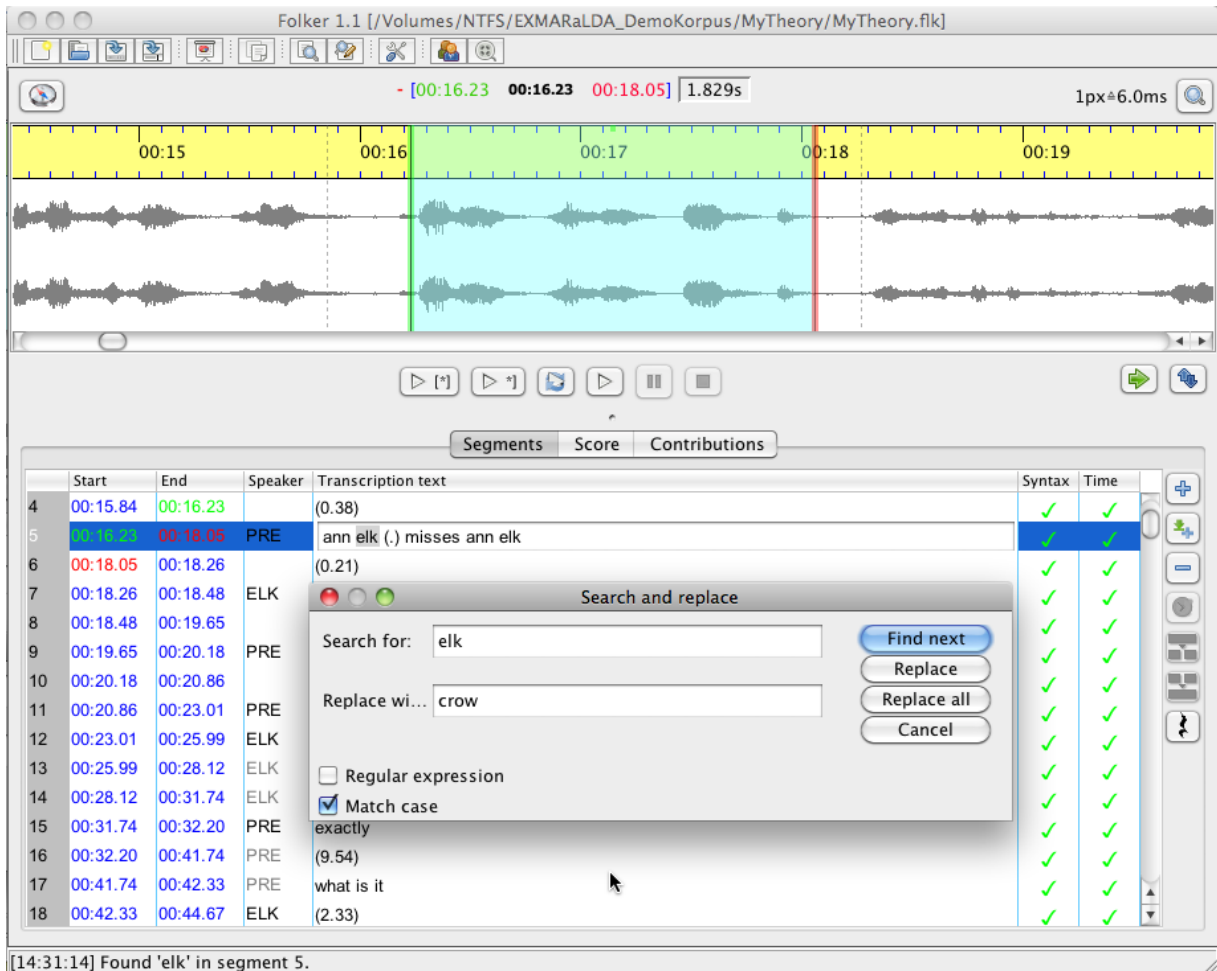 Folker 1.1 [/Volumes/NTFS/EXMARaLDA_DemoKorpus/MyTheory/MyTheory.flk]
- [00:16.23 00:16.23 00:18.05] 1.829s
1px≙6.0ms
00:15 00:16 00:17 00:18 00:19
[*] *]
Segments Score Contributions
Start End Speaker Transcription text Syntax Time
4 00:15.84 00:16.23 (0.38) ✓ ✓
5 00:16.23 00:18.05 PRE ann elk (.) misses ann elk ✓ ✓
6 00:18.05 00:18.26 (0.21) ✓ ✓
7 00:18.26 00:18.48 ELK ✓ ✓
8 00:18.48 00:19.65 ✓ ✓
9 00:19.65 00:20.18 PRE ✓ ✓
10 00:20.18 00:20.86 ✓ ✓
11 00:20.86 00:23.01 PRE ✓ ✓
12 00:23.01 00:25.99 ELK ✓ ✓
13 00:25.99 00:28.12 ELK ✓ ✓
14 00:28.12 00:31.74 ELK ✓ ✓
15 00:31.74 00:32.20 PRE exactly ✓ ✓
16 00:32.20 00:41.74 PRE (9.54) ✓ ✓
17 00:41.74 00:42.33 PRE what is it ✓ ✓
18 00:42.33 00:44.67 ELK (2.33) ✓ ✓
Search and replace
Search for: elk
Replace wi... crow
Find next
Replace
Replace all
Cancel
Regular expression
Match case
[14:31:14] Found 'elk' in segment 5.